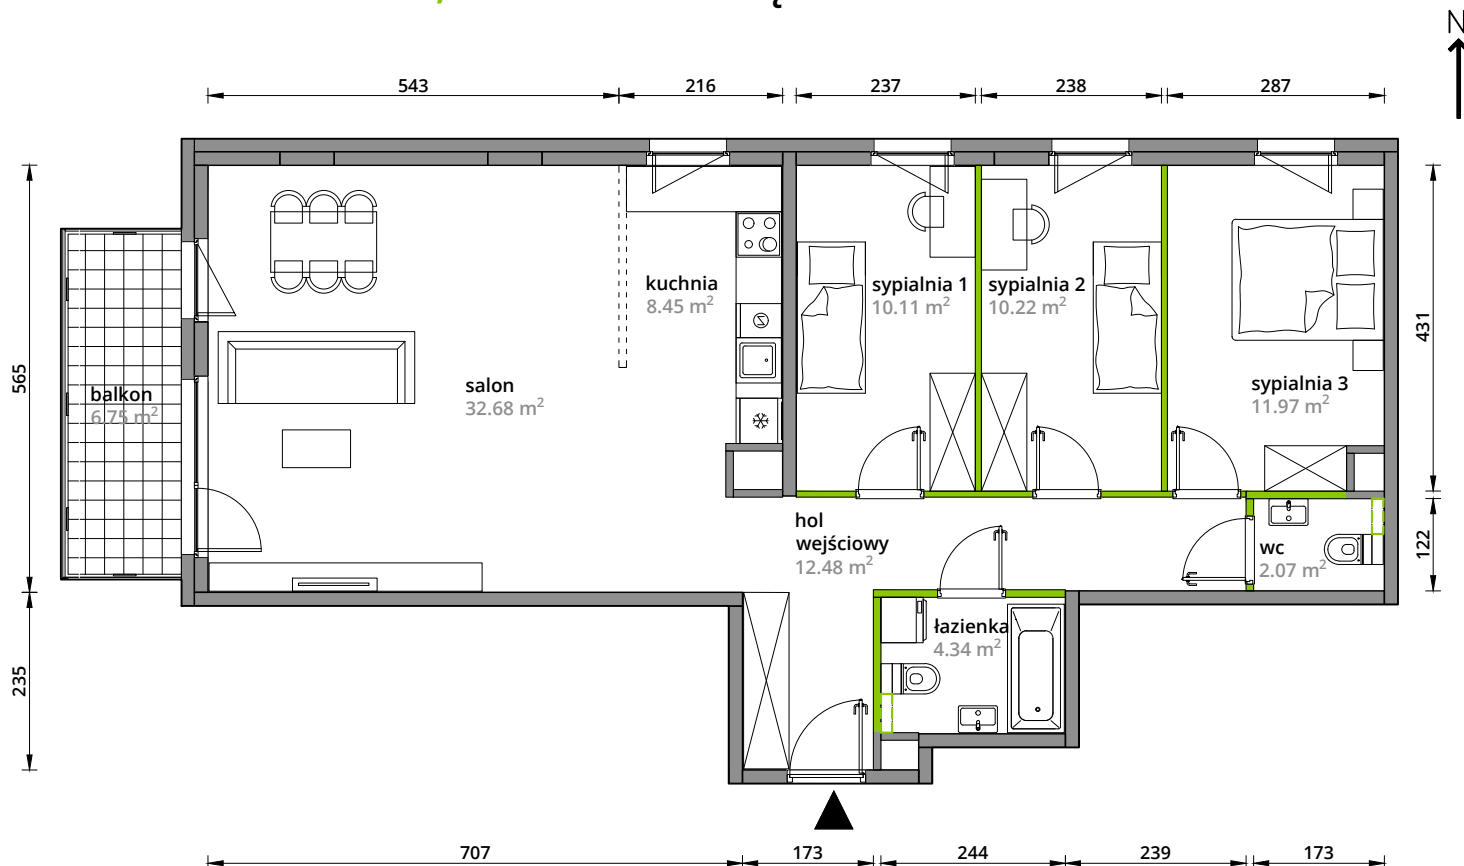 N
543
216
237
238
287
565
235
431
122
kuchnia
8.45 m²
sypialnia 1
10.11 m²
sypialnia 2
10.22 m²
sypialnia 3
11.97 m²
balkon
6.75 m²
salon
32.68 m²
hol
wejściowy
12.48 m²
wc
2.07 m²
łazienka
4.34 m²
707
173
244
239
173